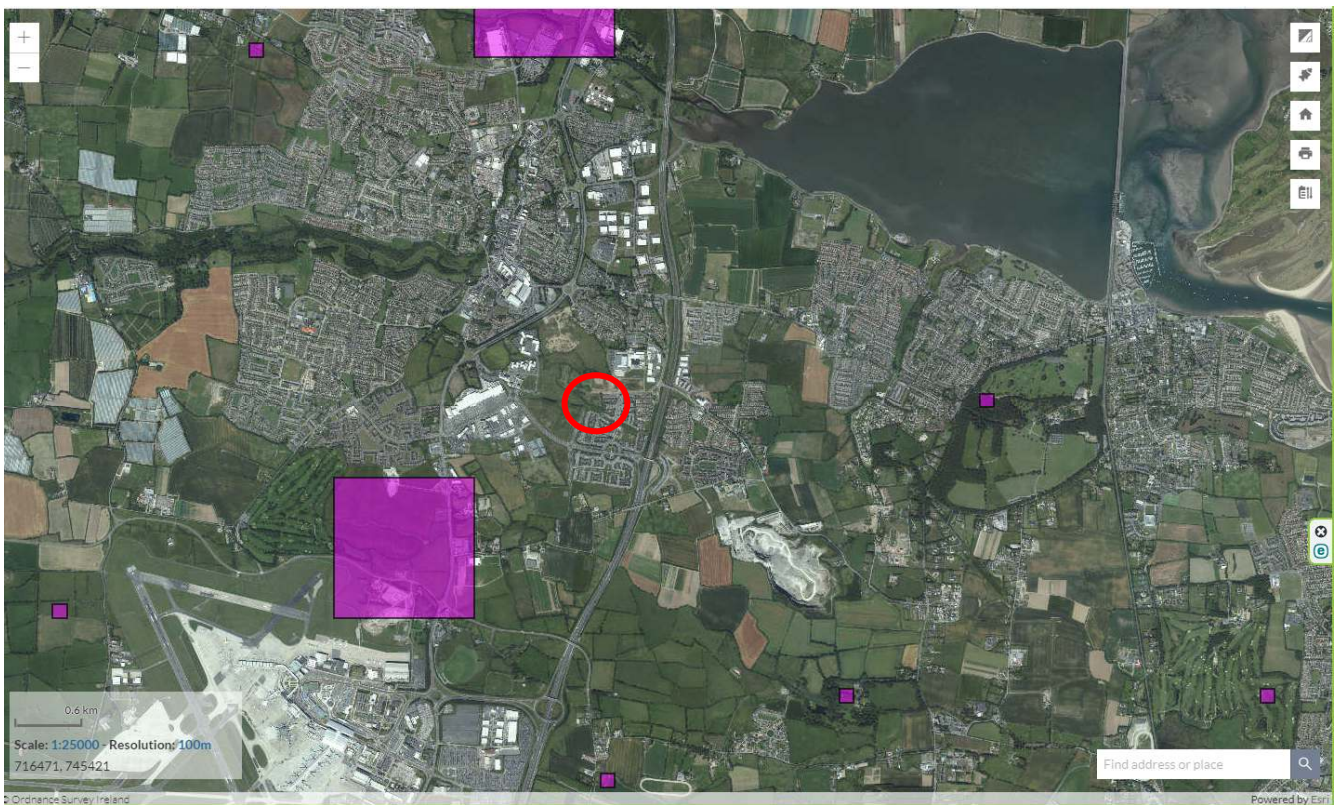 0.6 km
Scale: 1:25000 - Resolution: 100m
716471,745421
Find address or place
Ordnance Survey Ireland
Powered by Esri